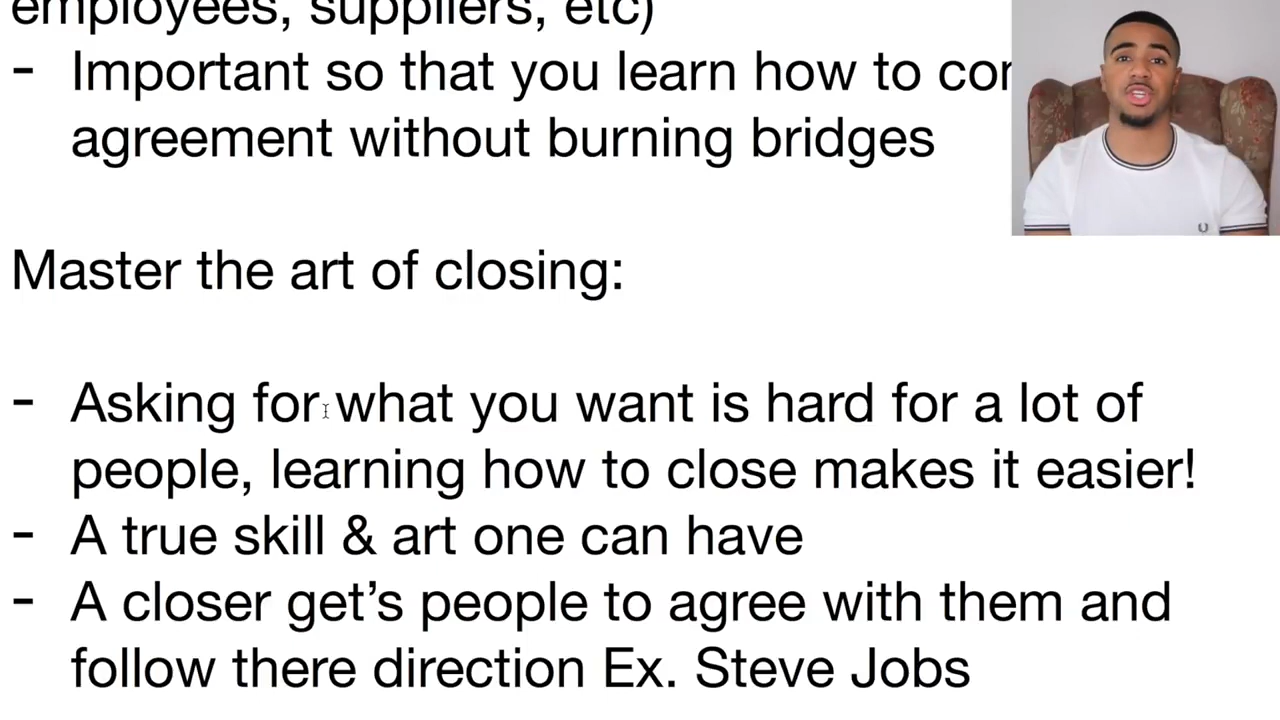 employees, suppliers, etc)
- Important so that you learn how to
agreement without burning bridges
Master the art of closing:
- Asking for what you want is hard for a lot of
people, learning how to close makes it easier!
- A true skill & art one can have
- A closer get’s people to agree with them and
follow there direction Ex. Steve Jobs